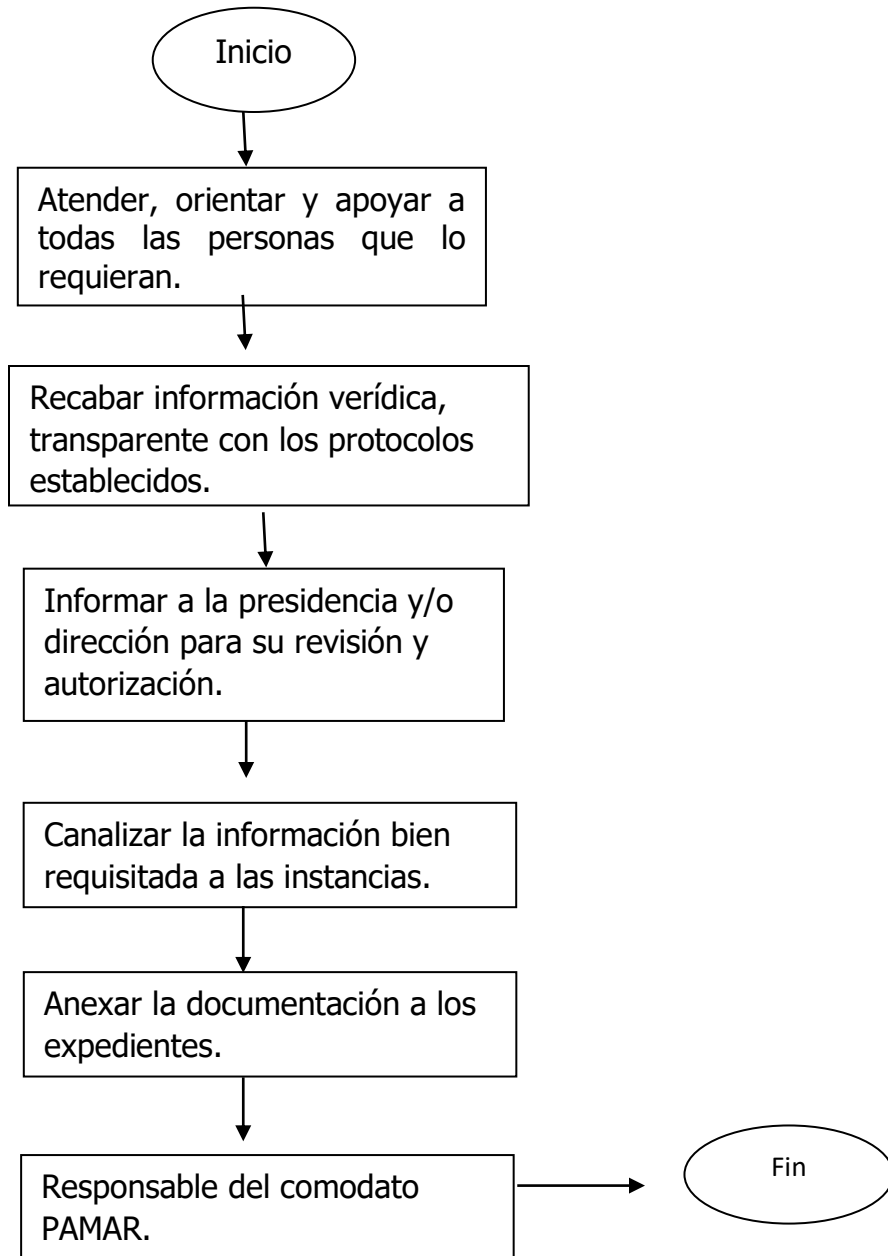 Inicio
Atender, orientar y apoyar a
todas las personas que lo
requieran.
Recabar información verídica,
transparente con los protocolos
establecidos.
Informar a la presidencia y/o
dirección para su revisión y
autorización.
Canalizar la información bien
requisitada a las instancias.
Anexar la documentación a los
expedientes.
Responsable del comodato
PAMAR.
Fin